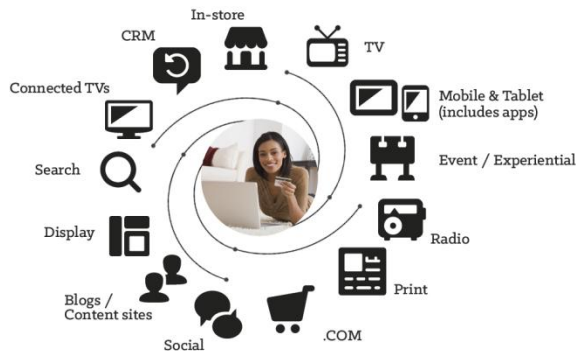 In-store
TV
CRM
Connected TVs
Mobile & Tablet
(includes apps)
Search
Event / Experiential
Display
Radio
Blogs /
Content sites
Print
Social
.COM